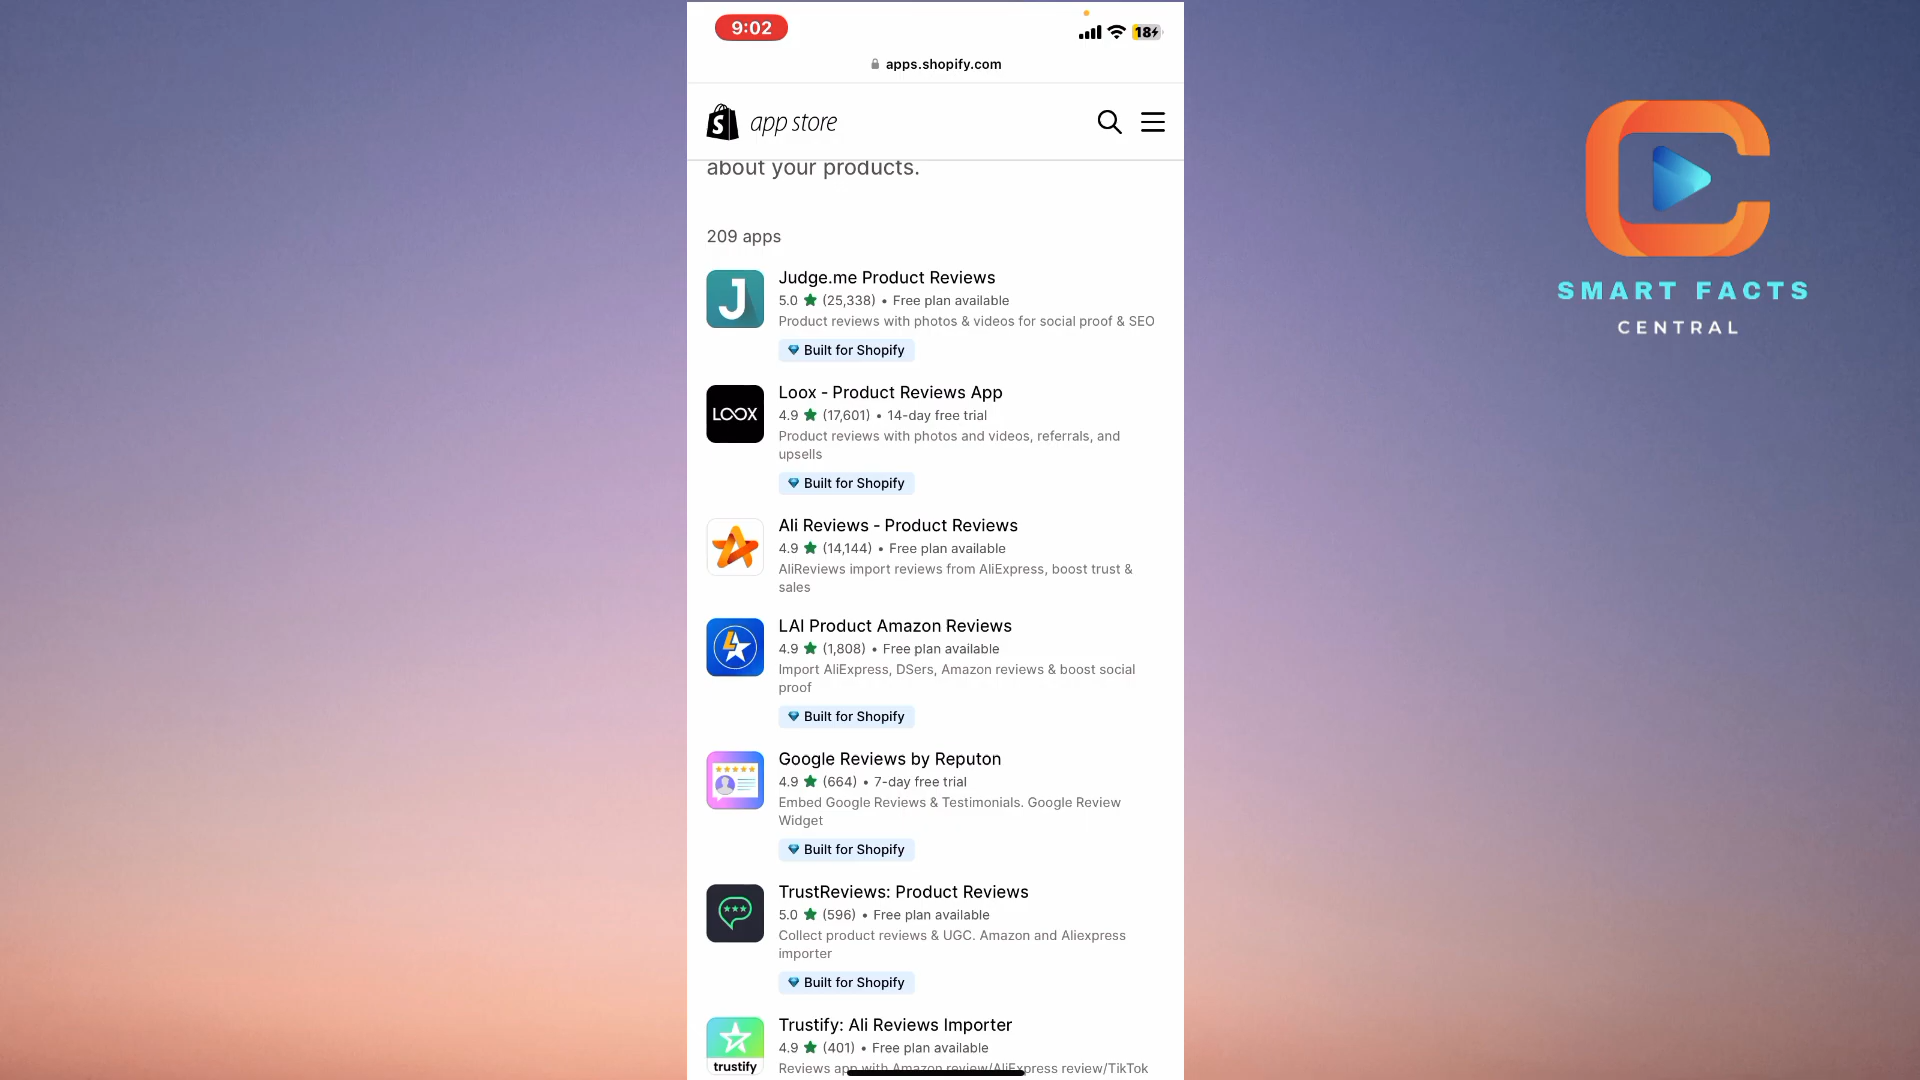 9:02
18
apps.shopify.com
app store
about your products.
209 apps
Judge.me Product Reviews
5.0 ★ (25,338) • Free plan available
Product reviews with photos & videos for social proof & SEO
Built for Shopify
LOOX
Loox - Product Reviews App
4.9 ★ (17,601) • 14-day free trial
Product reviews with photos and videos, referrals, and
upsells
Built for Shopify
Ali Reviews - Product Reviews
4.9 ★ (14,144) • Free plan available
AliReviews import reviews from AliExpress, boost trust &
sales
LAI Product Amazon Reviews
4.9 ★ (1,808) • Free plan available
Import AliExpress, DSers, Amazon reviews & boost social
proof
Built for Shopify
Google Reviews by Reputon
4.9 ★ (664) • 7-day free trial
Embed Google Reviews & Testimonials. Google Review
Widget
Built for Shopify
TrustReviews: Product Reviews
5.0 ★ (596) • Free plan available
Collect product reviews & UGC. Amazon and Aliexpress
importer
Built for Shopify
trustify
Trustify: Ali Reviews Importer
4.9 ★ (401) • Free plan available
Reviews app with Amazon review/AliExpress review/TikTok
SMART FACTS
CENTRAL